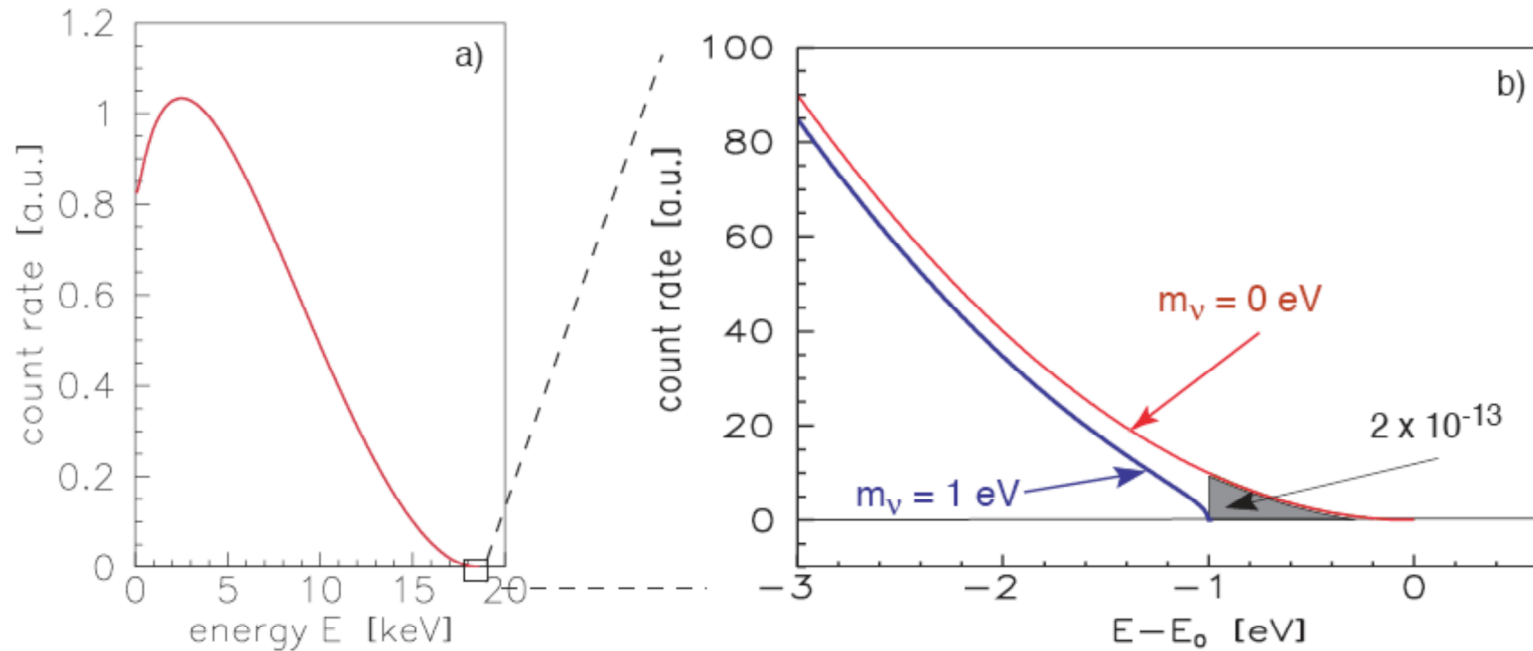 a)
count rate [a.u.]
1.2
1
0.8
0.6
0.4
0.2
0
0 5 10 15 20
energy E [keV]
b)
count rate [a.u.]
100
80
60
40
20
0
mν = 0 eV
2 x 10-13
mν = 1 eV
−3 −2 −1 0
E−E₀ [eV]